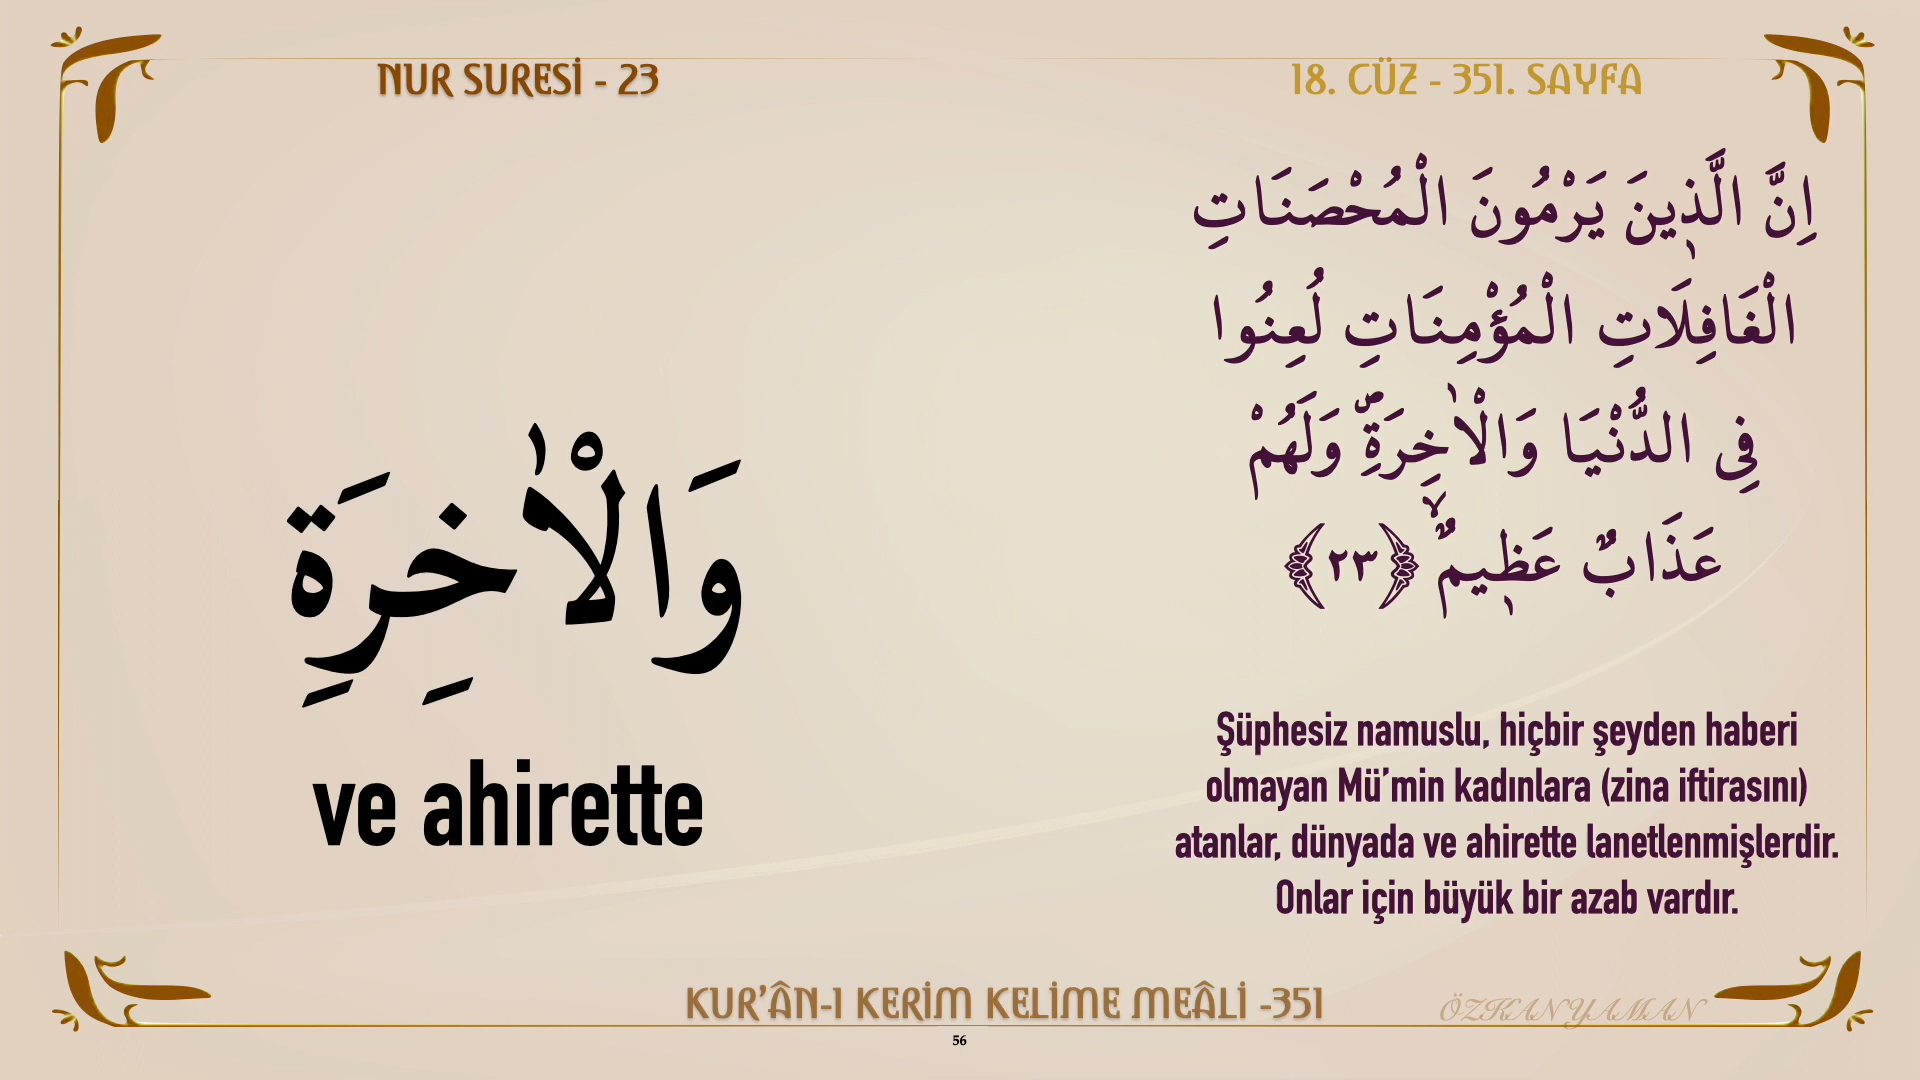 NUR SURESİ - 23
18. CÜZ - 351. SAYFA
اِنَّ الَّذ۪ينَ يَرْمُونَ الْمُحْصَنَاتِ
الْغَافِلَاتِ الْمُؤْمِنَاتِ لُعِنُوا
فِى الدُّنْيَا وَالْاٰخِرَةِۖ وَلَهُمْ
عَذَابٌ عَظ۪يمٌۙ ﴿٢٣﴾
وَالْاٰخِرَةِ
ve ahirette
Şüphesiz namuslu, hiçbir şeyden haberi
olmayan Mü’min kadınlara (zina iftirasını)
atanlar, dünyada ve ahirette lanetlenmişlerdir.
Onlar için büyük bir azab vardır.
KUR’ÂN-I KERİM KELİME MEÂLİ -351
ÖZKAN YAMAN
56